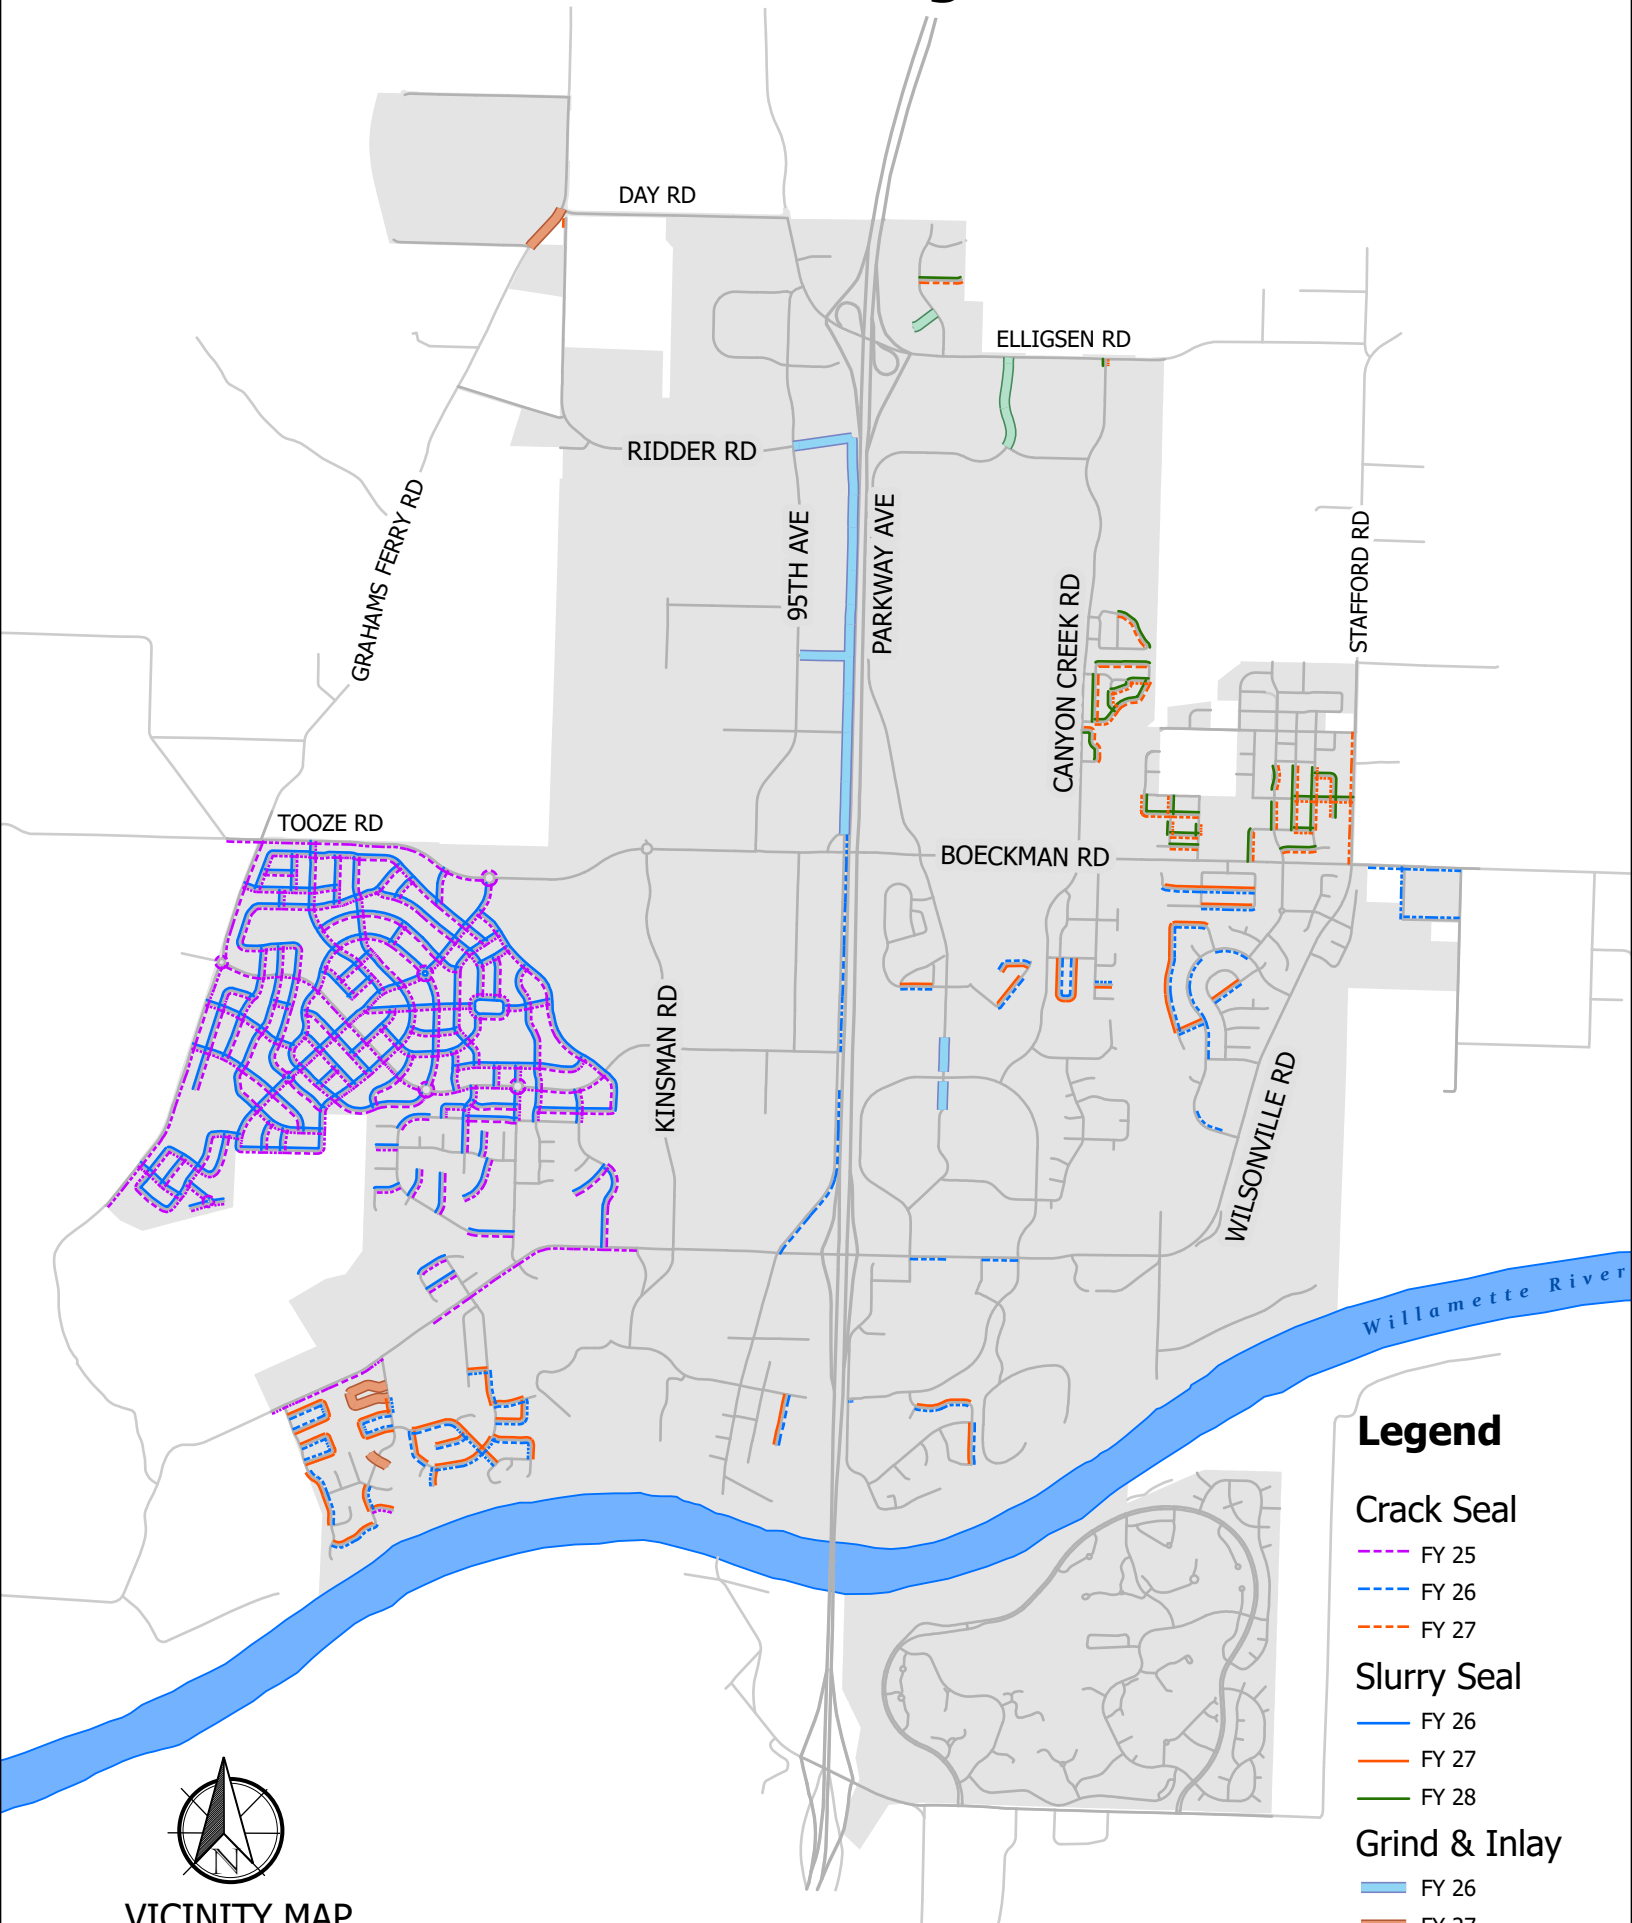 DAY RD
ELLIGSEN RD
RIDDER RD
GRAHAMS FERRY RD
95TH AVE
PARKWAY AVE
STAFFORD RD
CANYON CREEK RD
TOOZE RD
BOECKMAN RD
KINSMAN RD
WILSONVILLE RD
Willamette River
Legend
Crack Seal
FY 25
FY 26
FY 27
Slurry Seal
FY 26
FY 27
FY 28
Grind & Inlay
FY 26
FY 27
N
VICINITY MAP